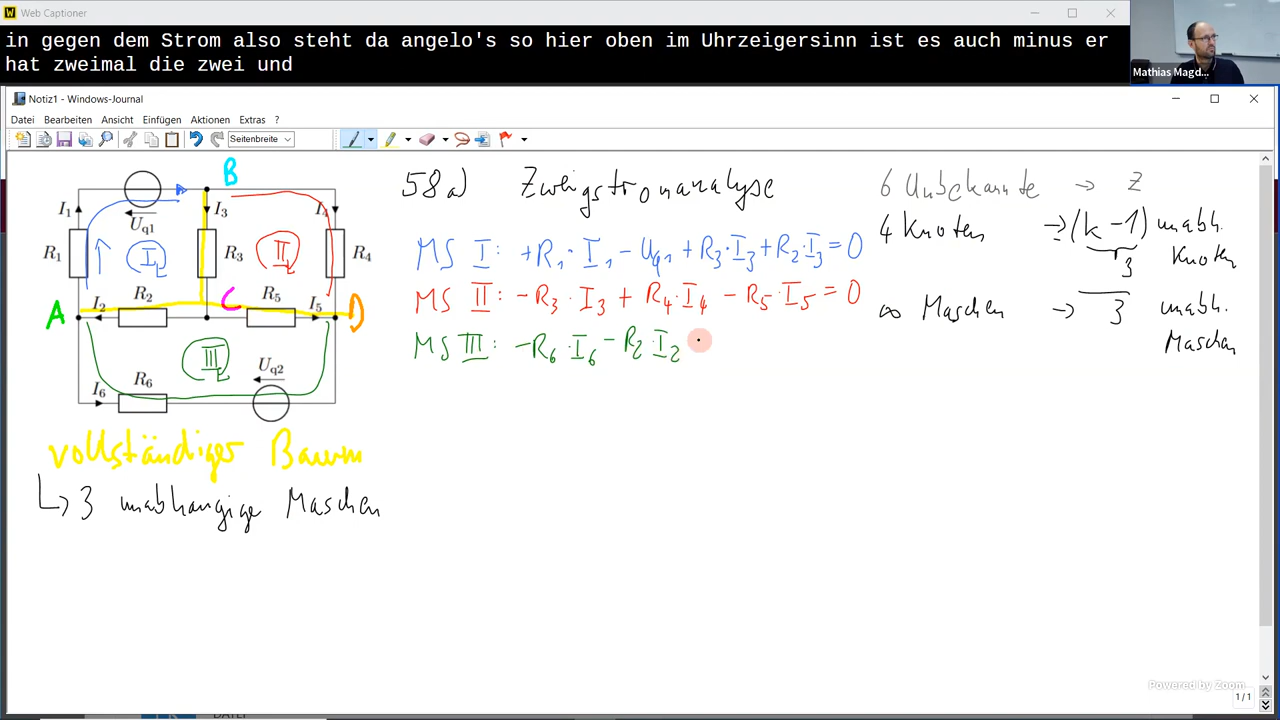 Web Captioner
in gegen dem Strom also steht da angelo's so hier oben im Uhrzeigersinn ist es auch minus er
hat zweimal die zwei und
Mathias Magd...
Notiz1 - Windows-Journal
Datei Bearbeiten Ansicht Einfügen Aktionen Extras ?
Seitenbreite
B
I1 Uq1 I3 I4
R1 I R3 II R4
A I2 R2 C R5 I5 D
III
I6 R6 Uq2
vollständiger Baum
↳ 3 unabhängige Maschen
58a) Zweigstromanalyse
MS I: +R1·I1 - Uq1 + R3·I3 + R2·I3 = 0
MS II: -R3·I3 + R4·I4 - R5·I5 = 0
MS III: -R6·I6 - R2·I2
6 Unbekannte → Z
4 Knoten → (k-1) unabh.
3 Knoten
∞ Maschen → 3 unabh.
Maschen
Powered by Zoom
1/1